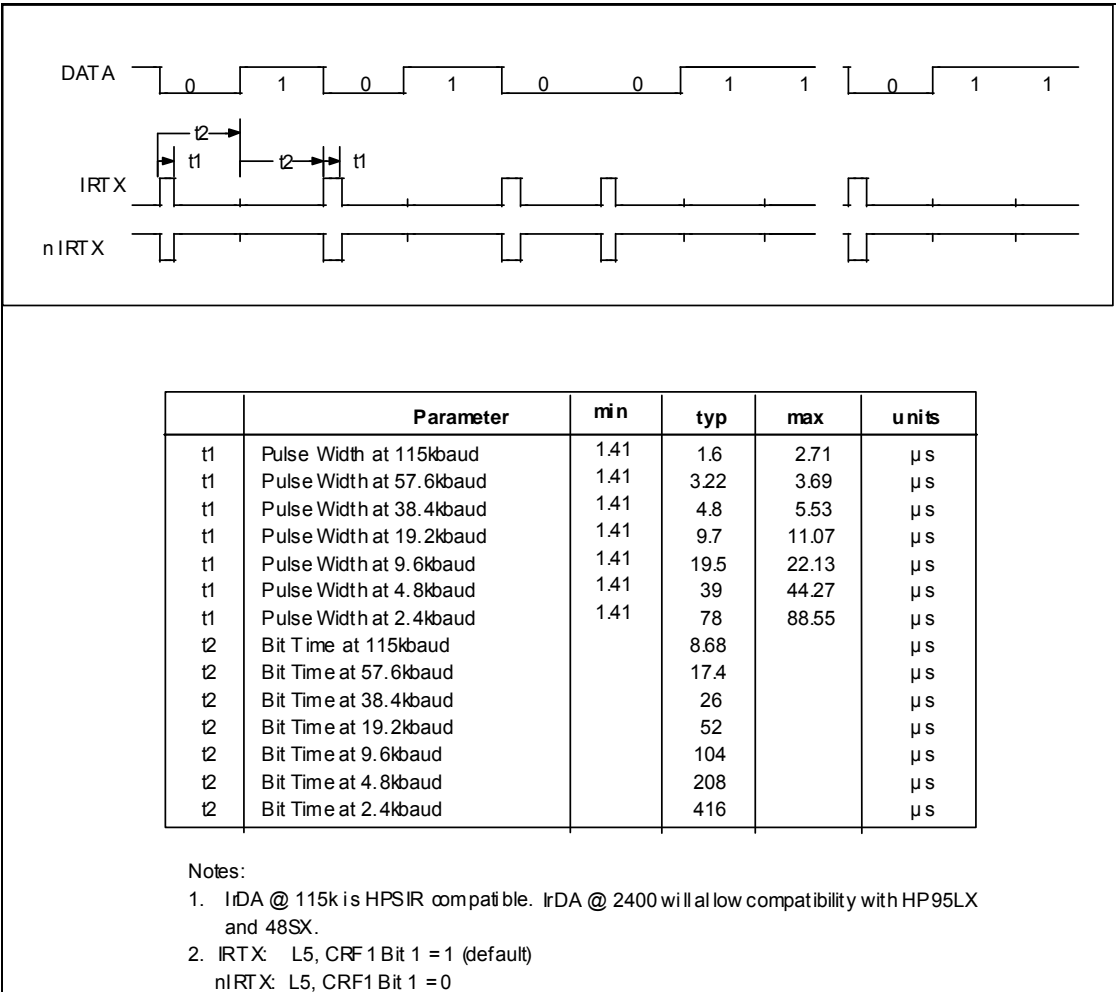 DATA 0 1 0 1 0 0 1 1 0 1 1
t2
t1 t2 t1
IRTX
nIRTX
Parameter min typ max units
t1 Pulse Width at 115kbaud 1.41 1.6 2.71 µs
t1 Pulse Width at 57.6kbaud 1.41 3.22 3.69 µs
t1 Pulse Width at 38.4kbaud 1.41 4.8 5.53 µs
t1 Pulse Width at 19.2kbaud 1.41 9.7 11.07 µs
t1 Pulse Width at 9.6kbaud 1.41 19.5 22.13 µs
t1 Pulse Width at 4.8kbaud 1.41 39 44.27 µs
t1 Pulse Width at 2.4kbaud 1.41 78 88.55 µs
t2 Bit Time at 115kbaud 8.68 µs
t2 Bit Time at 57.6kbaud 17.4 µs
t2 Bit Time at 38.4kbaud 26 µs
t2 Bit Time at 19.2kbaud 52 µs
t2 Bit Time at 9.6kbaud 104 µs
t2 Bit Time at 4.8kbaud 208 µs
t2 Bit Time at 2.4kbaud 416 µs
Notes:
1. IrDA @ 115k is HPSIR compatible. IrDA @ 2400 will allow compatibility with HP95LX
and 48SX.
2. IRTX: L5, CRF1 Bit 1 = 1 (default)
nIRTX: L5, CRF1 Bit 1 = 0